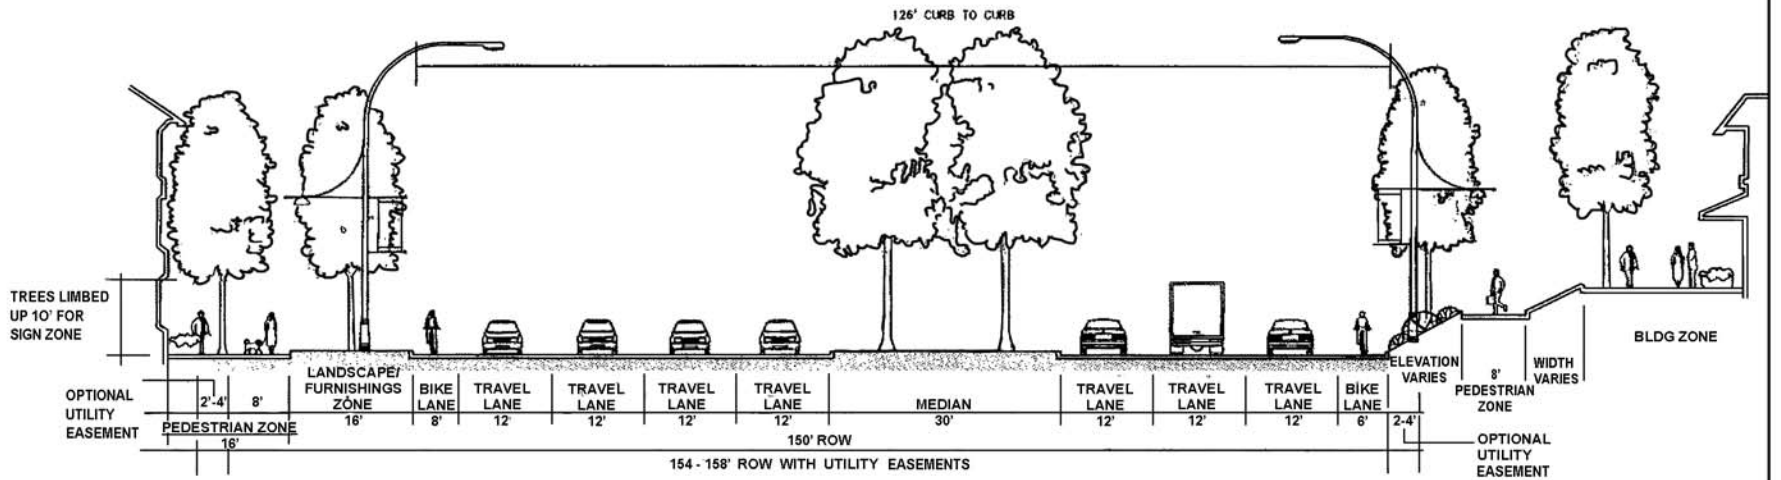 126' CURB TO CURB
TREES LIMBED
UP 10' FOR
SIGN ZONE
OPTIONAL
UTILITY
EASEMENT
2'-4'
8'
PEDESTRIAN ZONE
16'
LANDSCAPE/
FURNISHINGS
ZONE
16'
BIKE
LANE
8'
TRAVEL
LANE
12'
TRAVEL
LANE
12'
TRAVEL
LANE
12'
TRAVEL
LANE
12'
MEDIAN
30'
TRAVEL
LANE
12'
TRAVEL
LANE
12'
TRAVEL
LANE
12'
BIKE
LANE
6'
ELEVATION
VARIES
2-4'
8'
PEDESTRIAN
ZONE
WIDTH
VARIES
BLDG ZONE
OPTIONAL
UTILITY
EASEMENT
150' ROW
154 - 158' ROW WITH UTILITY EASEMENTS